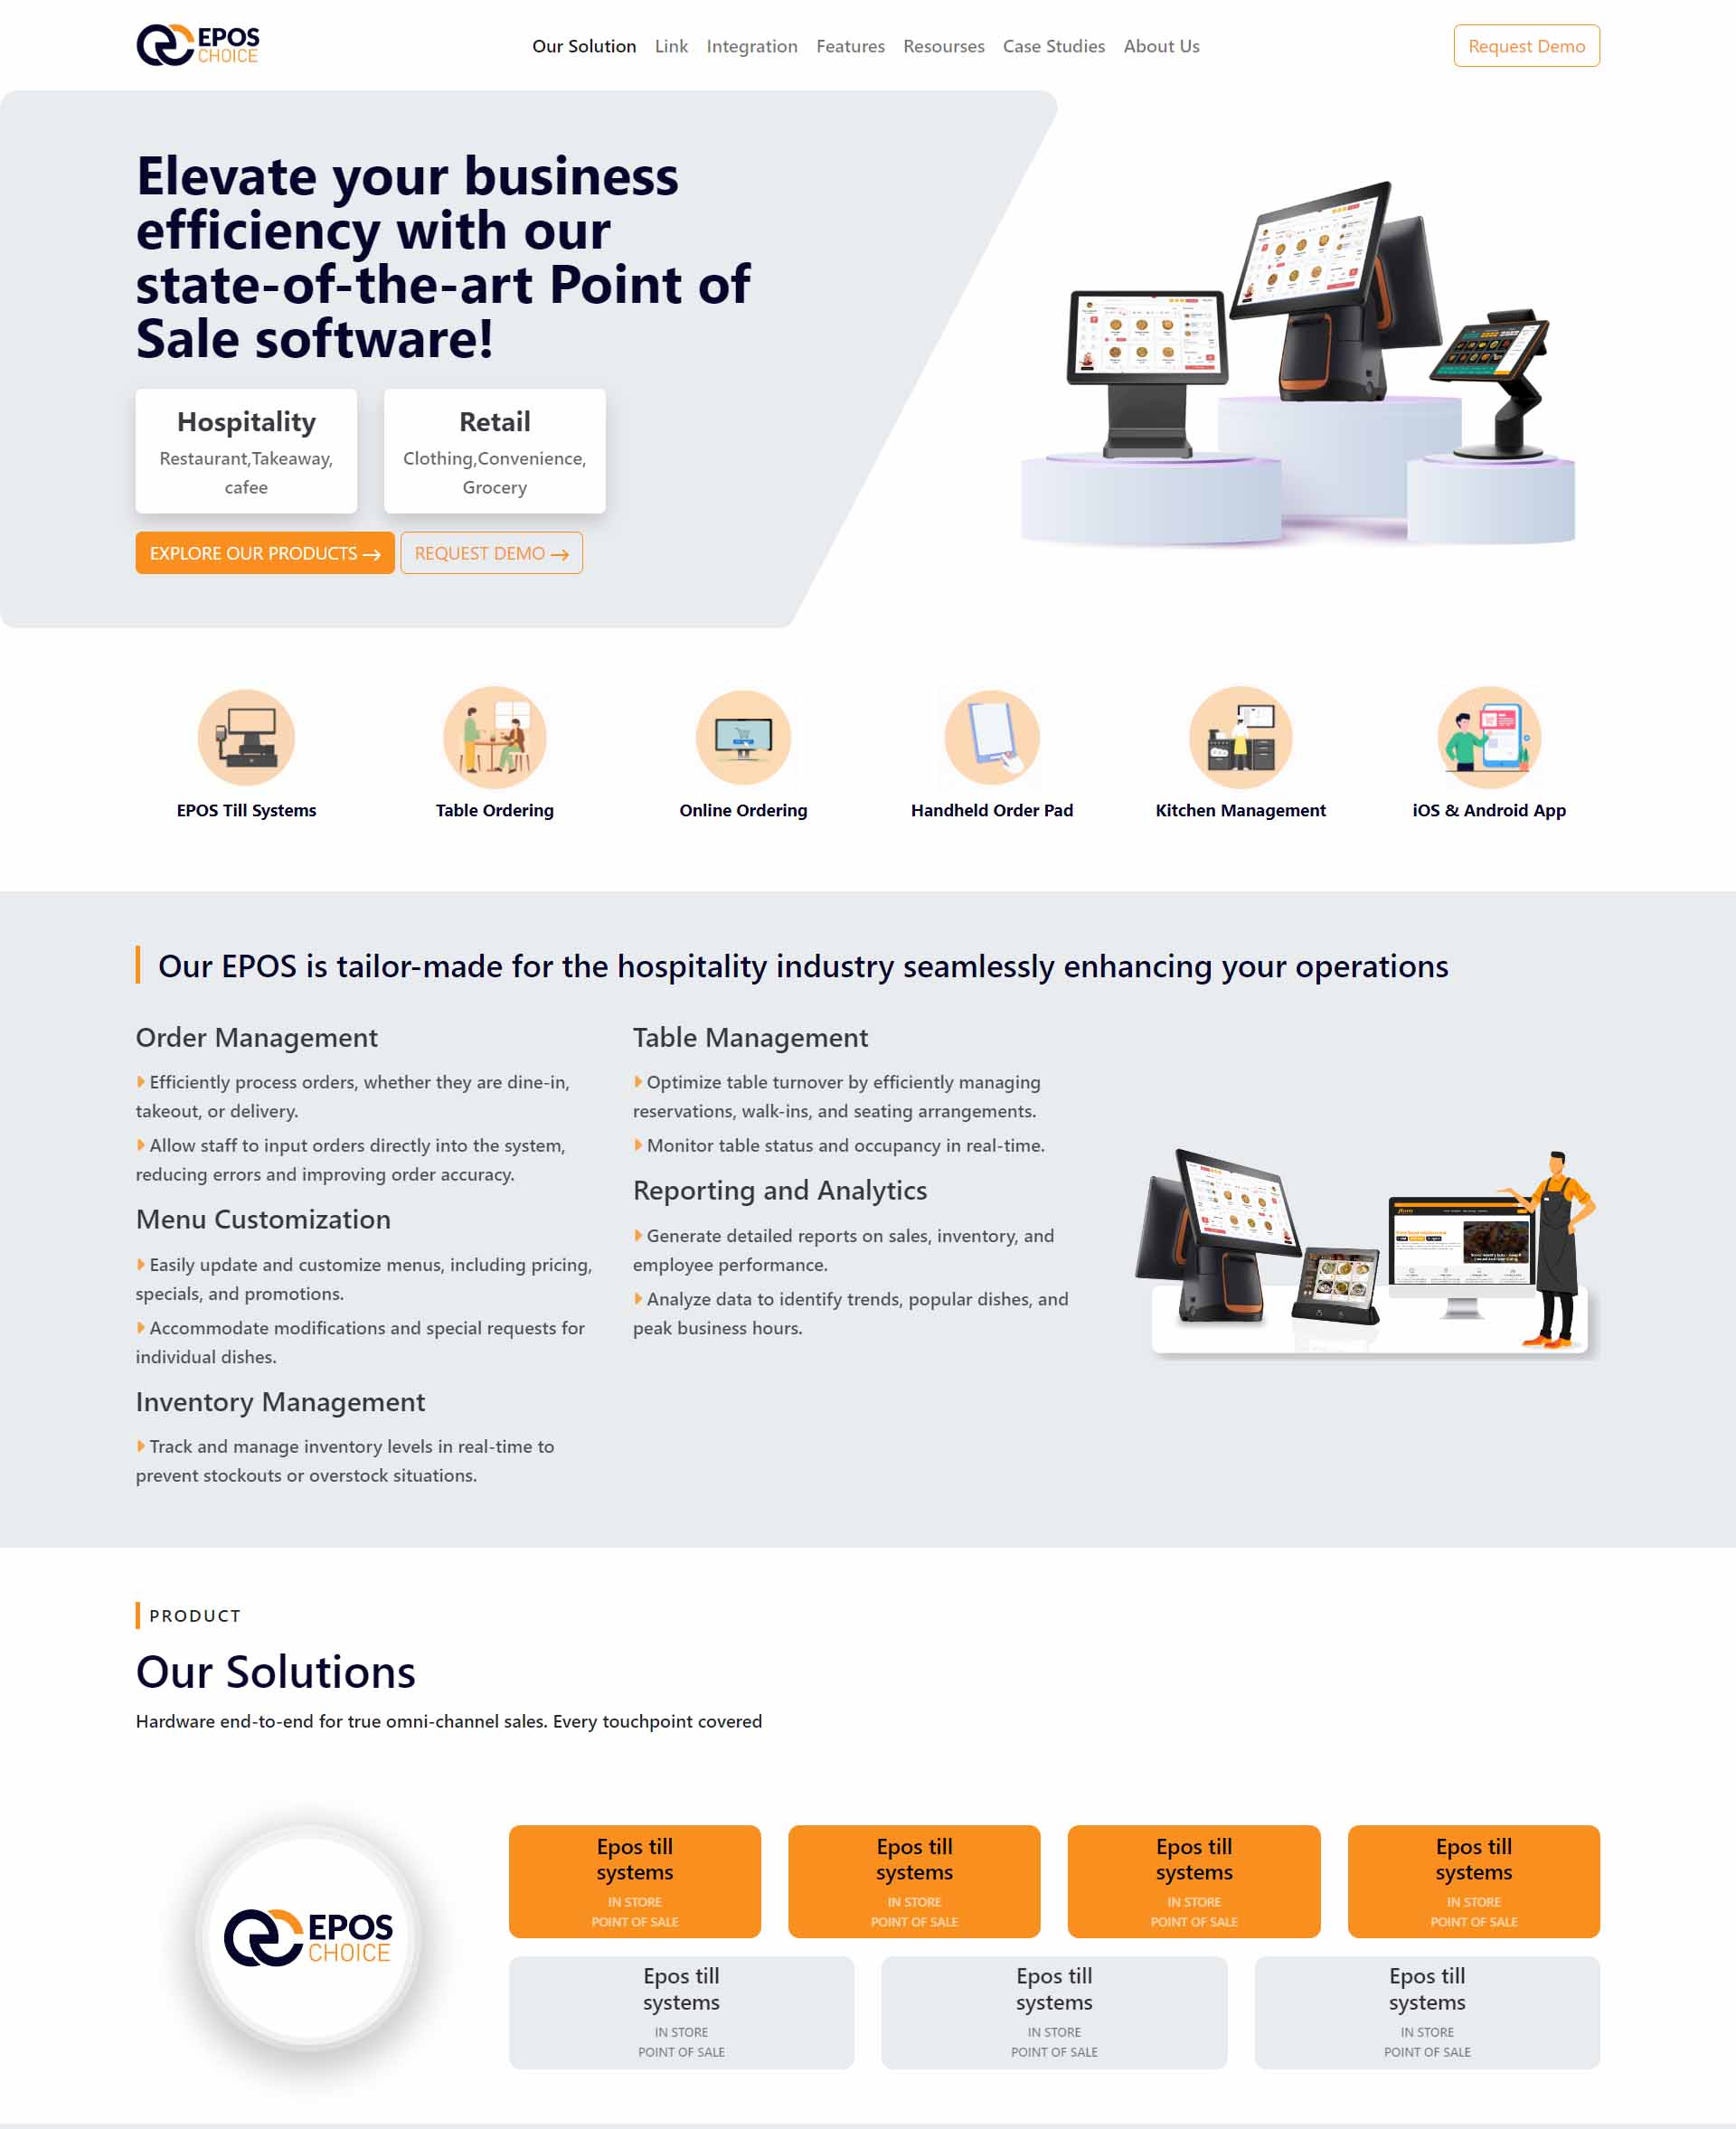 EPOS
CHOICE
Our Solution Link Integration Features Resourses Case Studies About Us
Request Demo
Elevate your business
efficiency with our
state-of-the-art Point of
Sale software!
Hospitality
Restaurant,Takeaway,
cafee
Retail
Clothing,Convenience,
Grocery
EXPLORE OUR PRODUCTS →
REQUEST DEMO →
EPOS Till Systems
Table Ordering
Online Ordering
Handheld Order Pad
Kitchen Management
iOS & Android App
Our EPOS is tailor-made for the hospitality industry seamlessly enhancing your operations
Order Management
Efficiently process orders, whether they are dine-in,
takeout, or delivery.
Allow staff to input orders directly into the system,
reducing errors and improving order accuracy.
Menu Customization
Easily update and customize menus, including pricing,
specials, and promotions.
Accommodate modifications and special requests for
individual dishes.
Inventory Management
Track and manage inventory levels in real-time to
prevent stockouts or overstock situations.
Table Management
Optimize table turnover by efficiently managing
reservations, walk-ins, and seating arrangements.
Monitor table status and occupancy in real-time.
Reporting and Analytics
Generate detailed reports on sales, inventory, and
employee performance.
Analyze data to identify trends, popular dishes, and
peak business hours.
PRODUCT
Our Solutions
Hardware end-to-end for true omni-channel sales. Every touchpoint covered
EPOS
CHOICE
Epos till
systems
IN STORE
POINT OF SALE
Epos till
systems
IN STORE
POINT OF SALE
Epos till
systems
IN STORE
POINT OF SALE
Epos till
systems
IN STORE
POINT OF SALE
Epos till
systems
IN STORE
POINT OF SALE
Epos till
systems
IN STORE
POINT OF SALE
Epos till
systems
IN STORE
POINT OF SALE